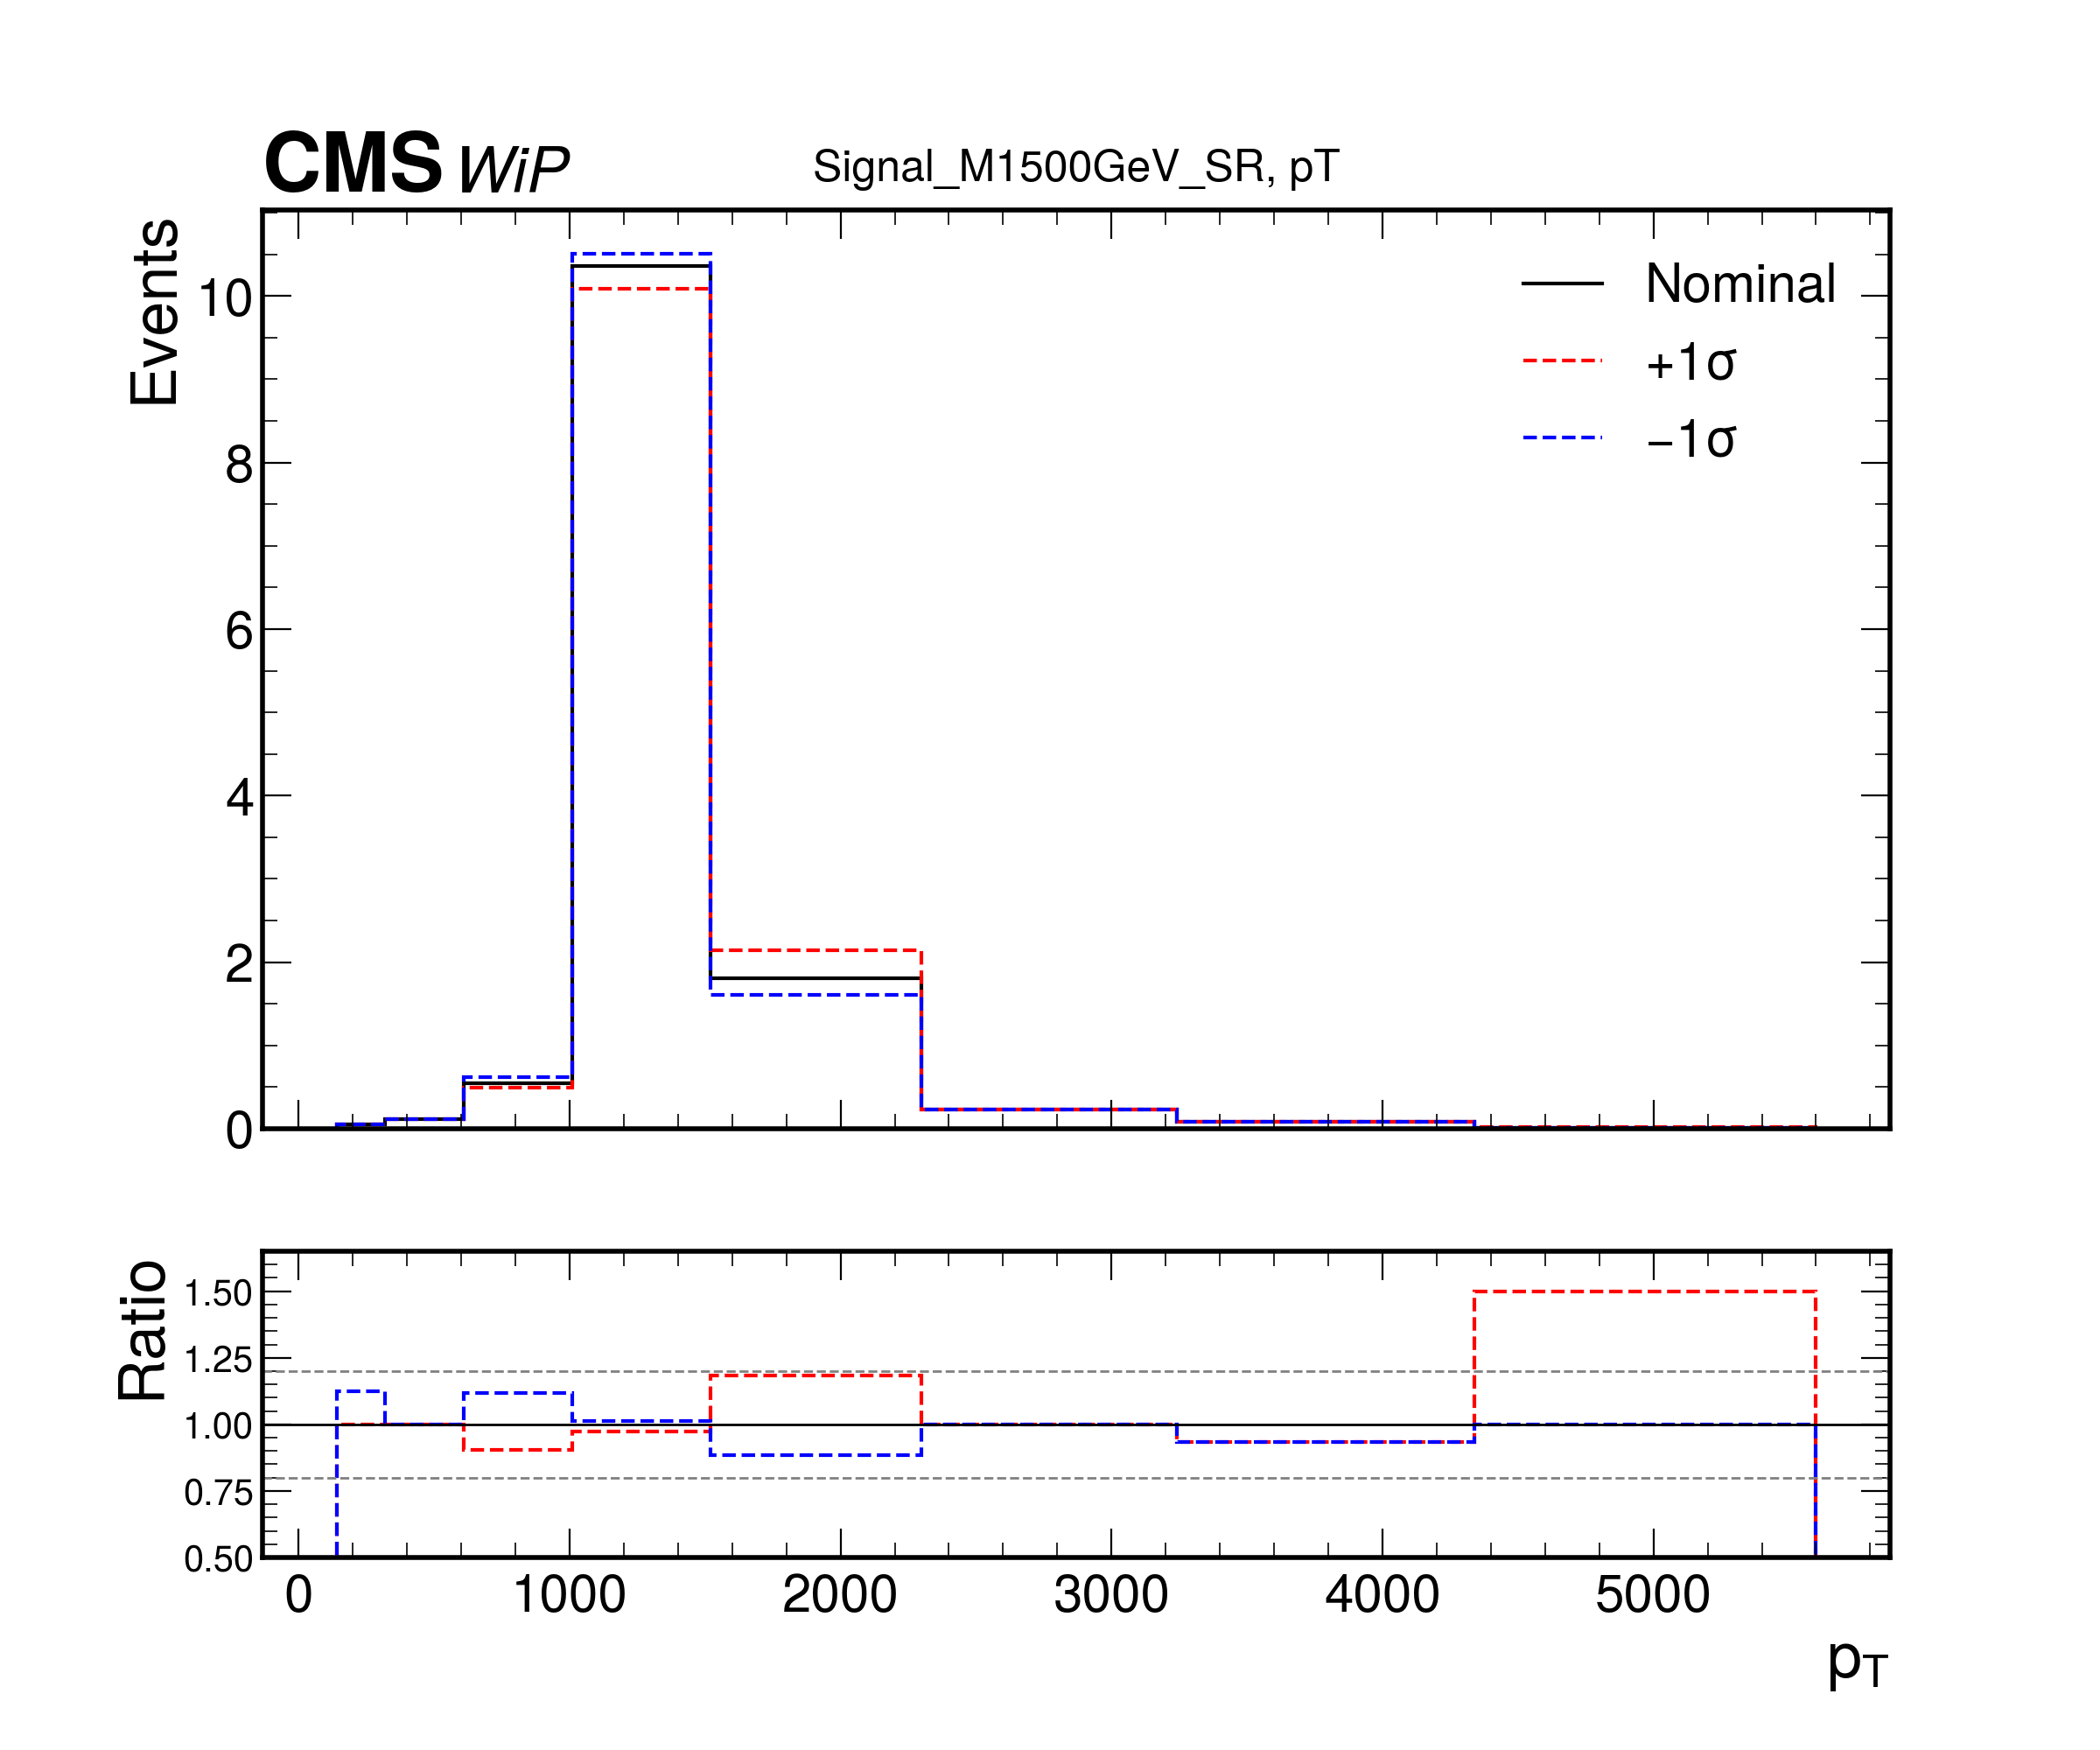 CMS WiP
Signal_M1500GeV_SR, pT
Events
10
8
6
4
2
0
Nominal
+1σ
−1σ
Ratio
1.50
1.25
1.00
0.75
0.50
0 1000 2000 3000 4000 5000
pT